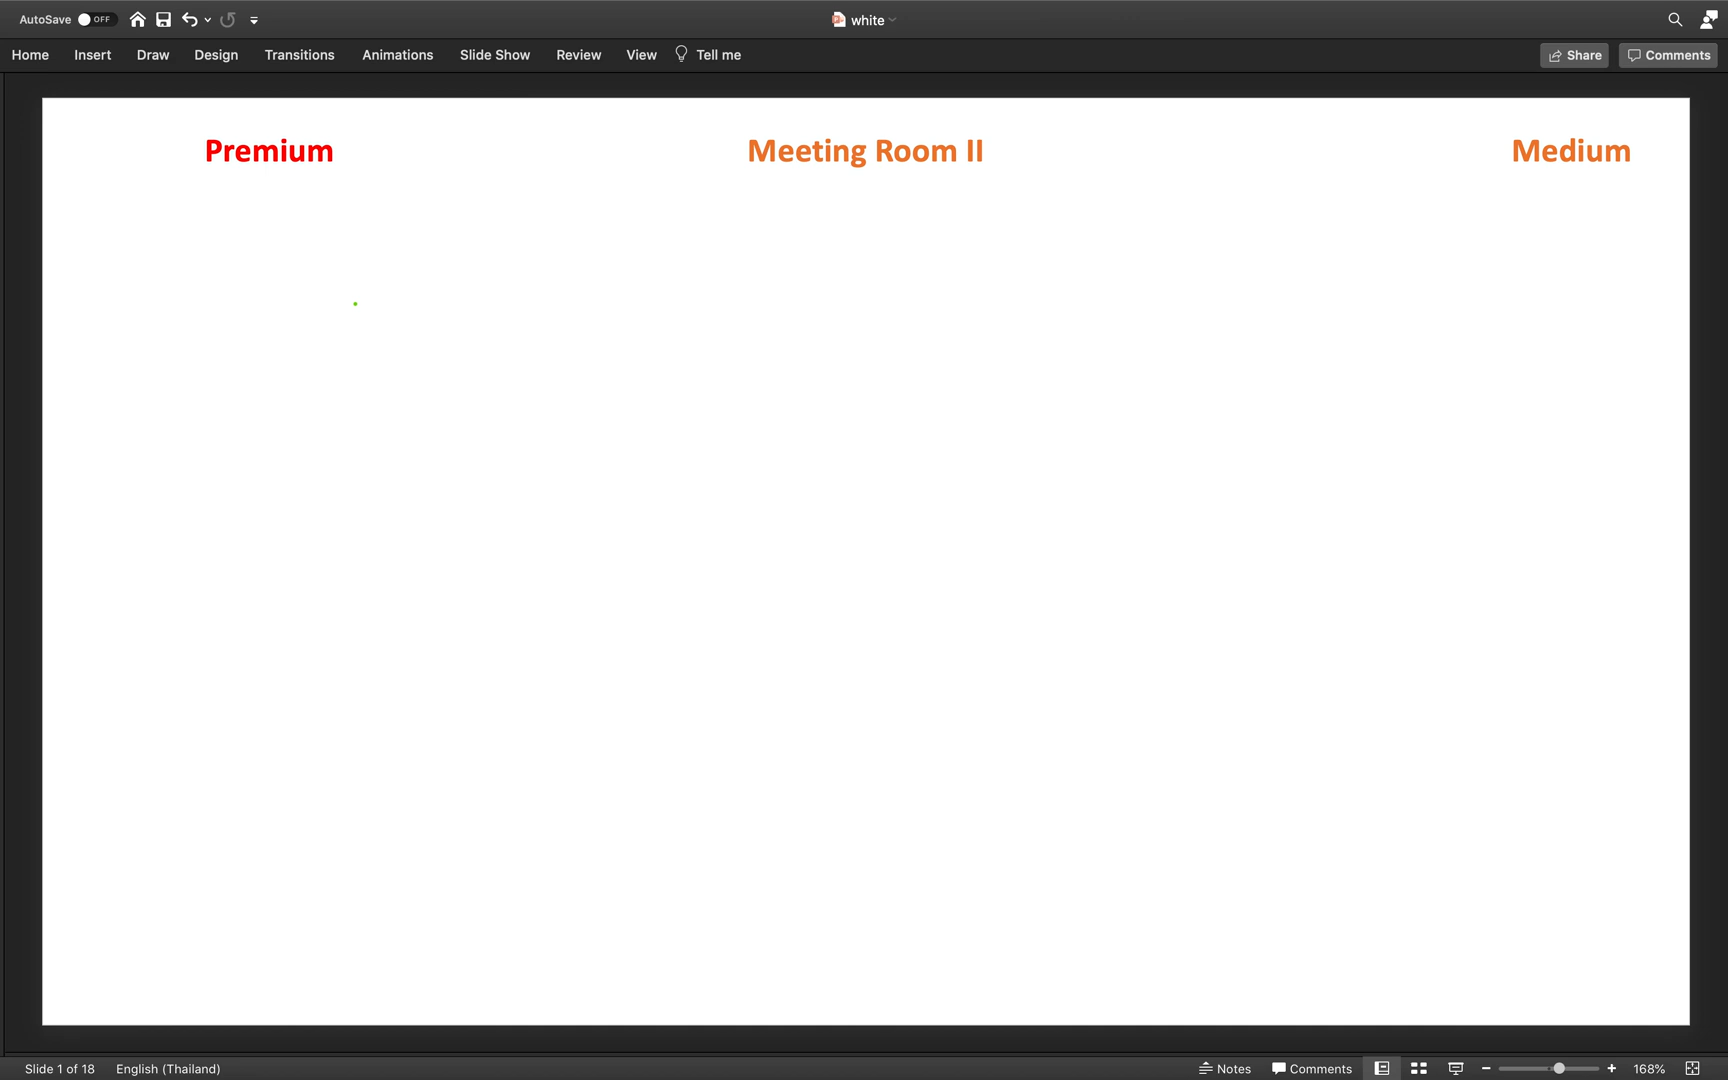 AutoSave OFF white
Home Insert Draw Design Transitions Animations Slide Show Review View Tell me Share Comments
Premium Meeting Room II Medium
Slide 1 of 18 English (Thailand) Notes Comments 168%